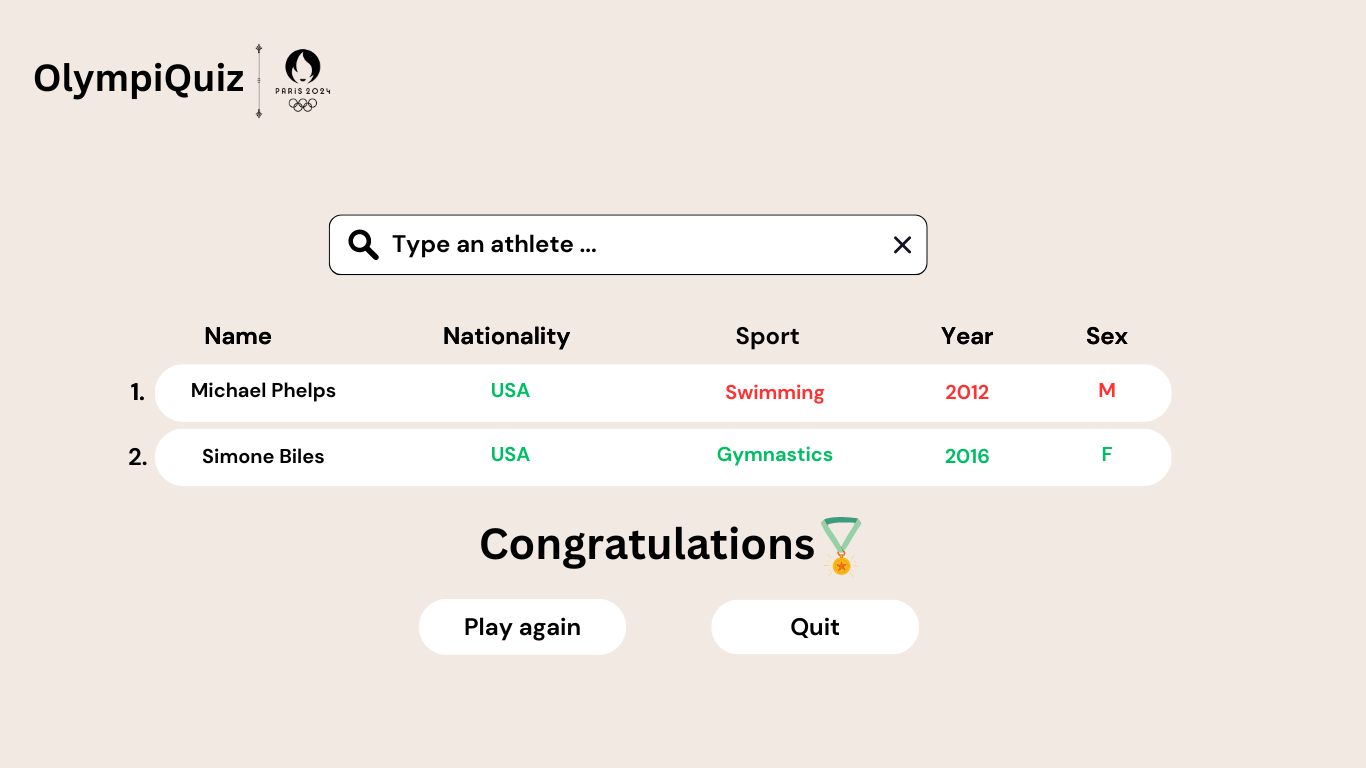 OlympiQuiz
PARIS 2024
Type an athlete ...
Name Nationality Sport Year Sex
1. Michael Phelps USA Swimming 2012 M
2. Simone Biles USA Gymnastics 2016 F
Congratulations
Play again Quit